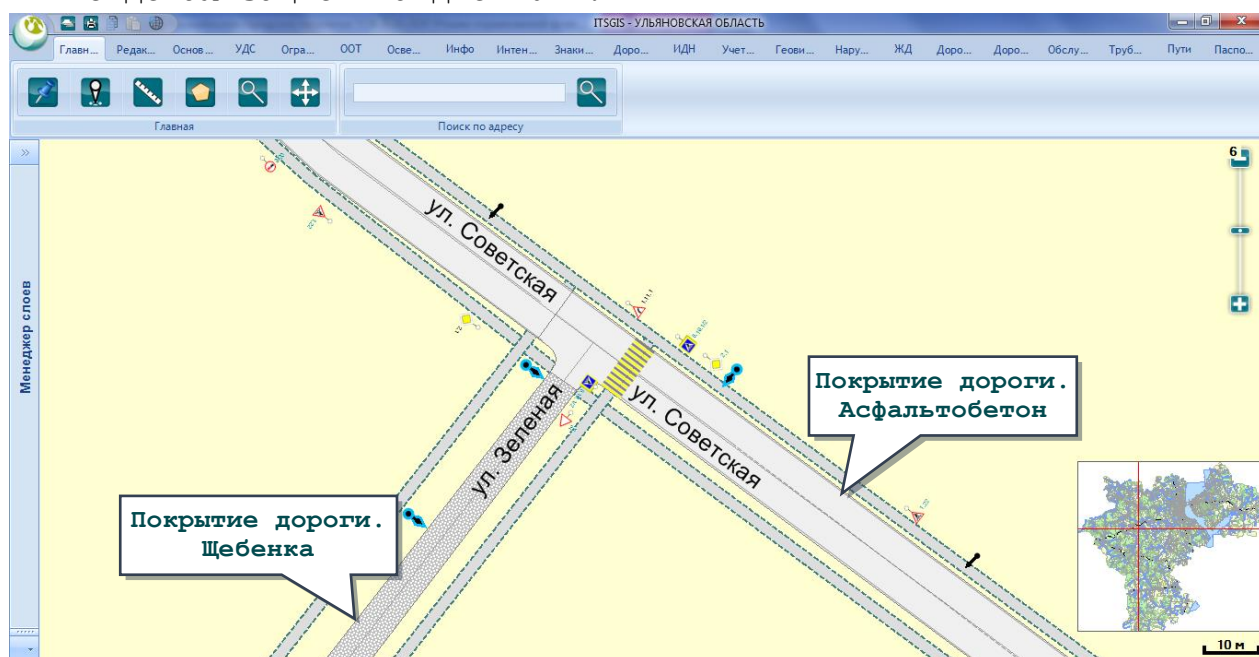 ITSGIS - УЛЬЯНОВСКАЯ ОБЛАСТЬ
Главн... Редак... Основ... УДС Огра... ООТ Осве... Инфо Интен... Знаки... Доро... ИДН Учет... Геови... Нару... ЖД Доро... Доро... Обслу... Труб... Пути Паспо...
Главная
Поиск по адресу
Менеджер слоев
6
ул. Советская
ул. Советская
ул. Зеленая
Покрытие дороги.
Асфальтобетон
Покрытие дороги.
Щебенка
10 м